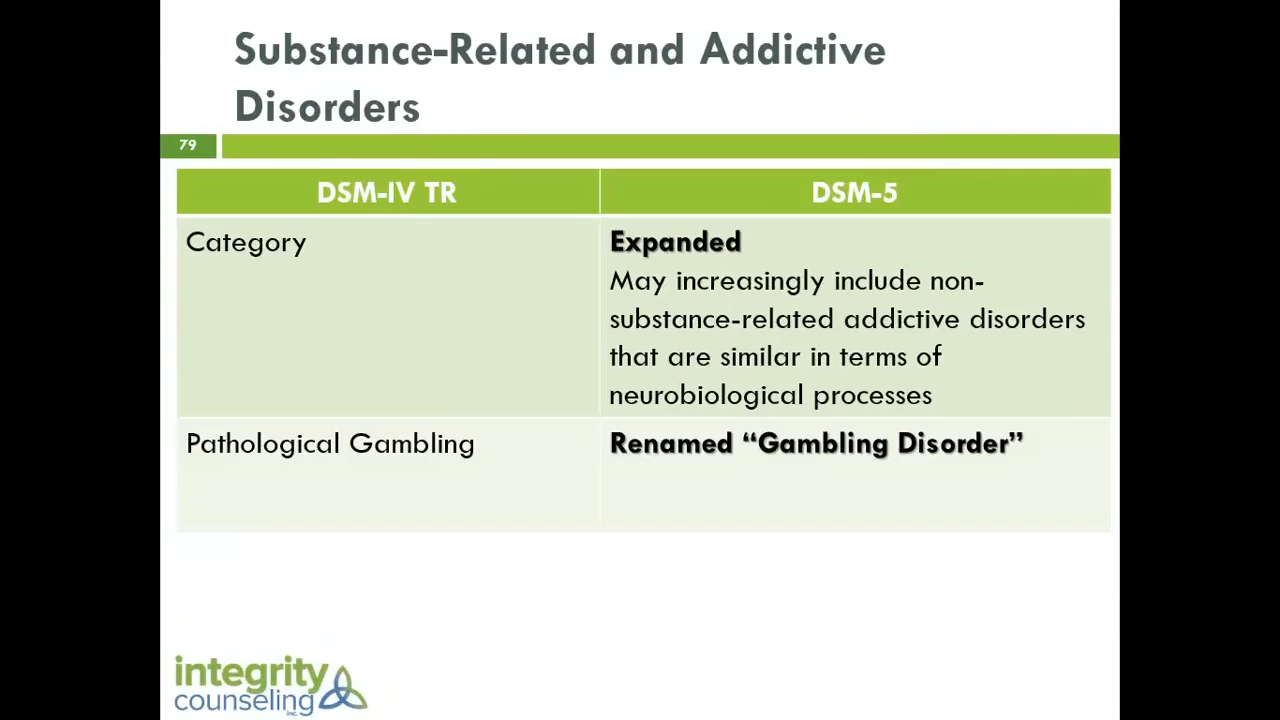 Substance-Related and Addictive
Disorders
79
DSM-IV TR
DSM-5
Category
Expanded
May increasingly include non-
substance-related addictive disorders
that are similar in terms of
neurobiological processes
Pathological Gambling
Renamed “Gambling Disorder”
integrity
counseling
inc.